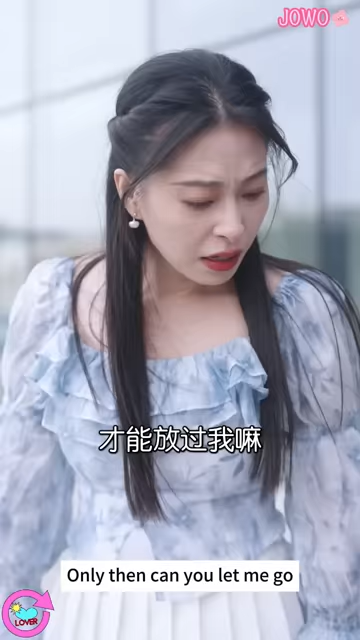 JOWO
才能放过我嘛
Only then can you let me go
LOVER